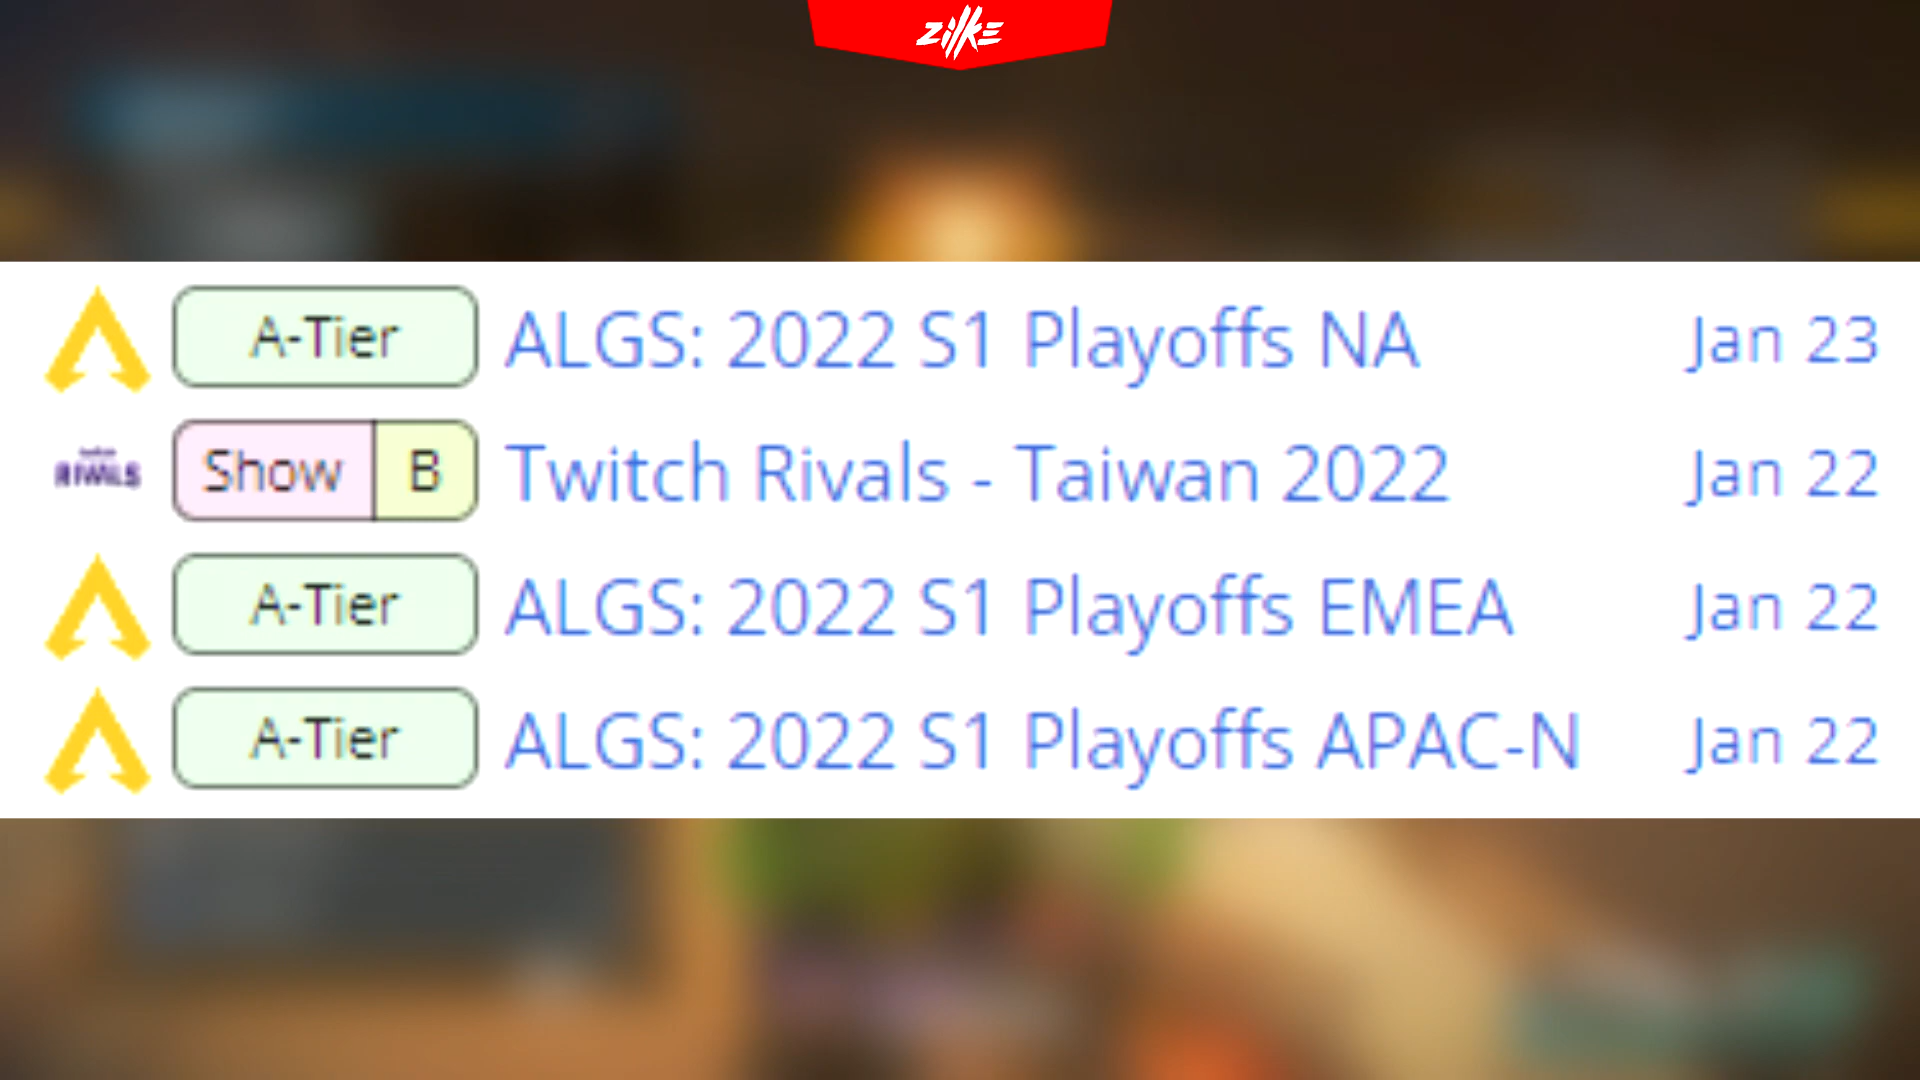 ZilKE
A-Tier ALGS: 2022 S1 Playoffs NA Jan 23
RIVALS Show B Twitch Rivals - Taiwan 2022 Jan 22
A-Tier ALGS: 2022 S1 Playoffs EMEA Jan 22
A-Tier ALGS: 2022 S1 Playoffs APAC-N Jan 22